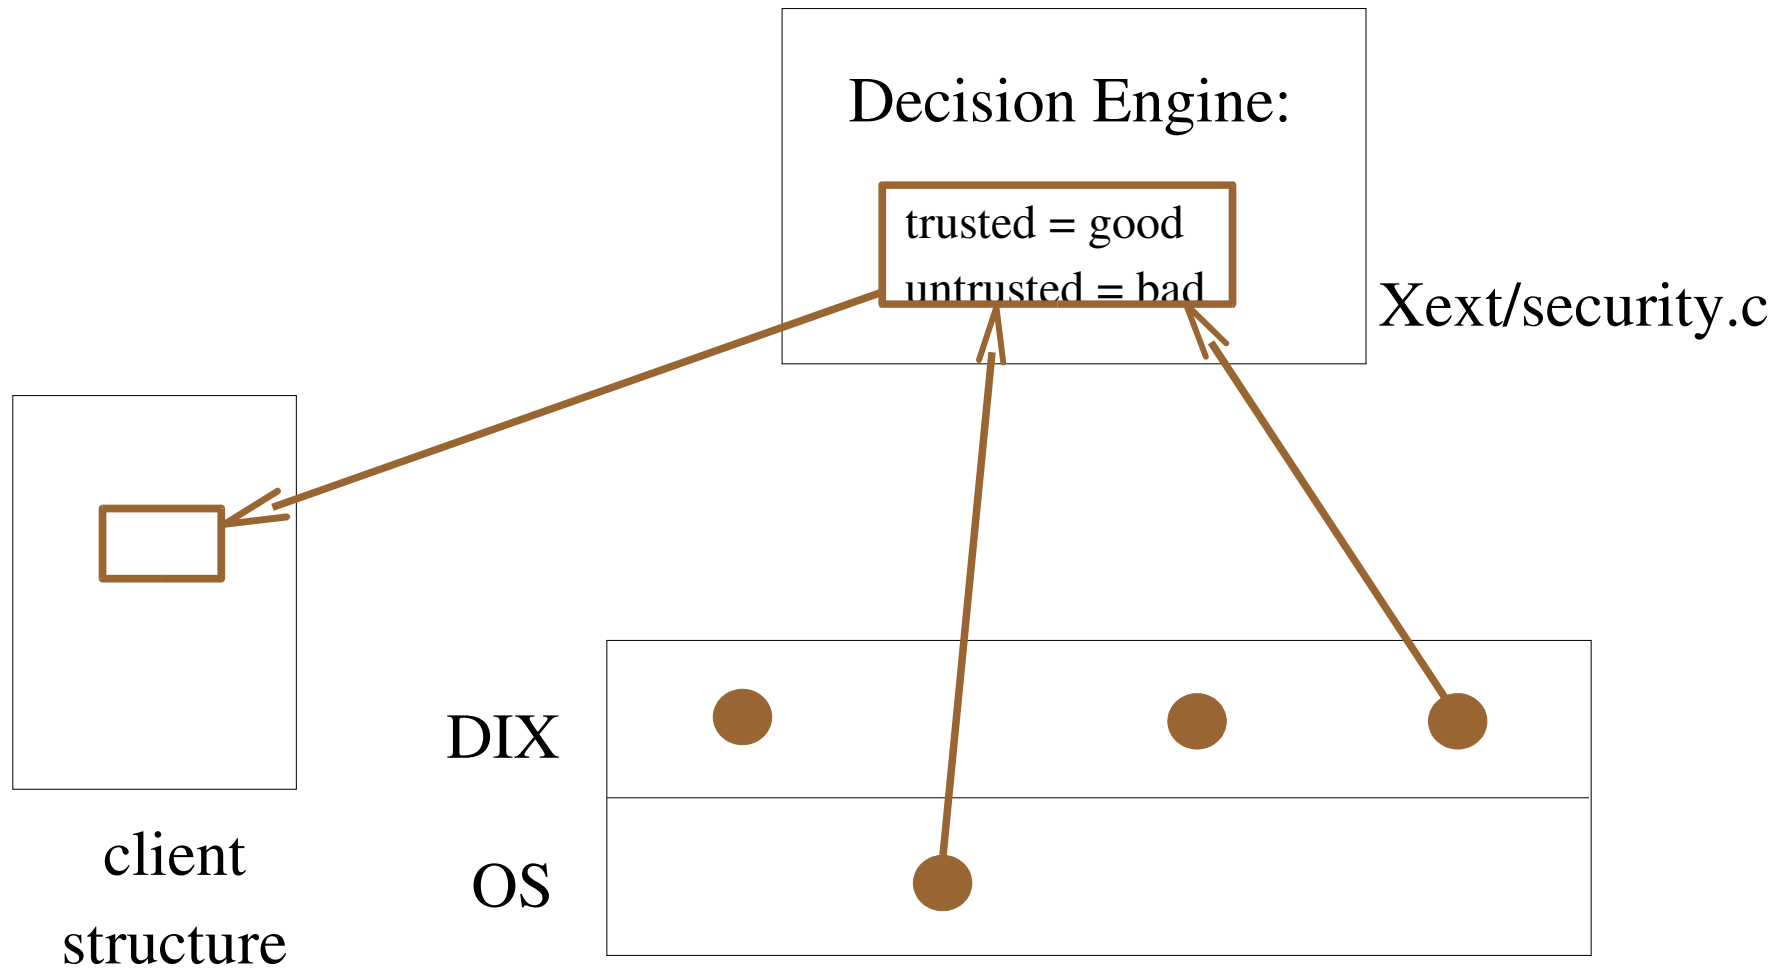 Decision Engine:
trusted = good
untrusted = bad
Xext/security.c
DIX
client
OS
structure